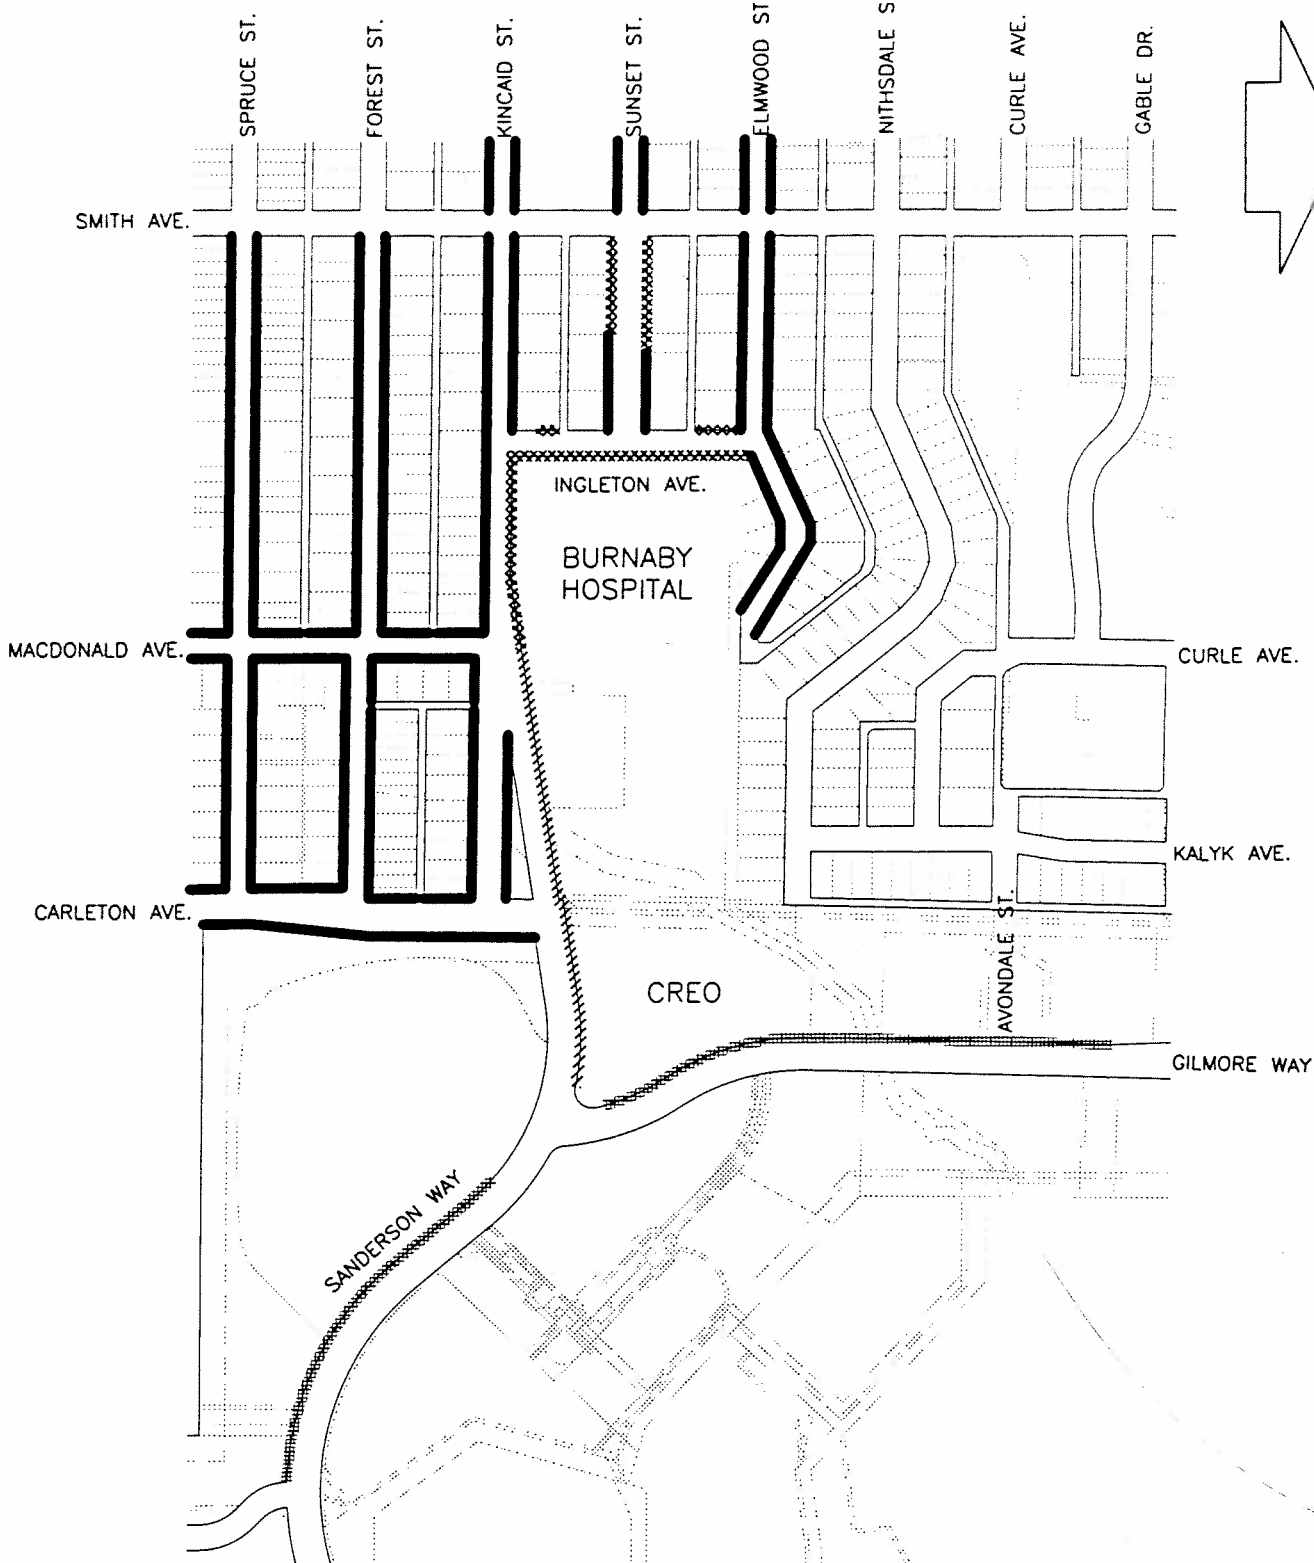 SPRUCE ST.
FOREST ST.
KINCAID ST.
SUNSET ST.
ELMWOOD ST
NITHSDALE S
CURLE AVE.
GABLE DR.
SMITH AVE.
INGLETON AVE.
BURNABY
HOSPITAL
MACDONALD AVE.
CURLE AVE.
KALYK AVE.
CARLETON AVE.
AVONDALE ST.
CREO
GILMORE WAY
SANDERSON WAY